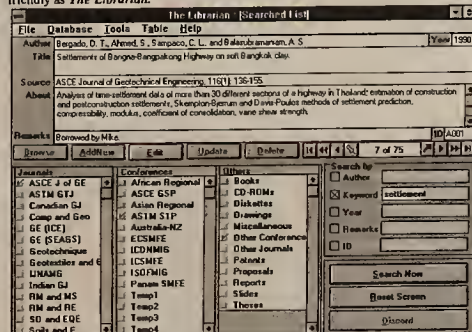 friendly as The Librarian.
The Librarian - [Searched List]
File Database Tools Table Help
Author Bergado, D. T., Ahmed, S., Sampaco, C. L. and Balasubramaniam, A. S. Year 1990
Title Settlements of Bangna-Bangpakong Highway on soft Bangkok clay.
Source ASCE Journal of Geotechnical Engineering, 116(1): 136-155.
About Analysis of time-settlement data of more than 30 different sections of a highway in Thailand; estimation of construction
and postconstruction settlements, Skempton-Bjerrum and Davis-Poulos methods of settlement prediction,
compressibility, modulus, coefficient of consolidation, vane shear strength.
Remarks Borrowed by Mike. ID A001
Browse AddNew Edit Update Delete 7 of 75
Journals
ASCE J of GE
ASTM GTJ
Canadian GJ
Comp and Geo
GE (ICE)
GE (SEAGS)
Geotechnique
Geotextiles and G
IJNAMG
Indian GJ
RM and MS
RM and RE
SD and EQE
Soils and F
Conferences
African Regional
ASCE GSP
Asian Regional
ASTM STP
Australia-NZ
ECSMFE
ICDNMIG
ICSMFE
ISOFMIG
Panam SMFE
Temp1
Temp2
Temp3
Temp4
Others
Books
CD-ROMs
Diskettes
Drawings
Miscellaneous
Other Conference
Other Journals
Patents
Proposals
Reports
Slides
Theses
Search by
Author
Keyword settlement
Year
Remarks
ID
Search Now
Reset Screen
Discard